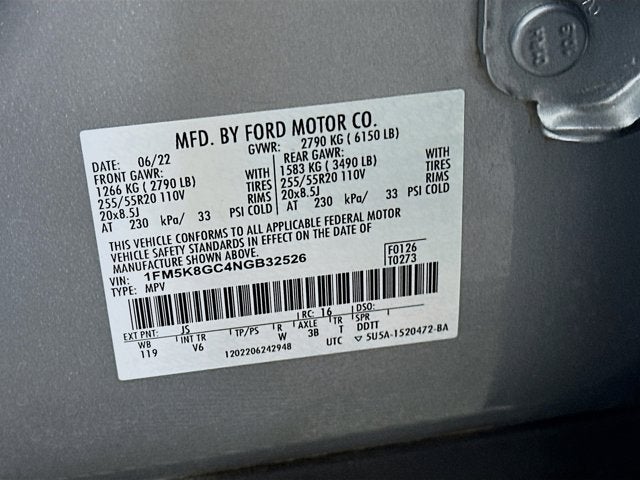 MFD. BY FORD MOTOR CO.
DATE: 06/22 GVWR: 2790 KG ( 6150 LB)
FRONT GAWR: REAR GAWR:
1266 KG ( 2790 LB) WITH 1583 KG ( 3490 LB) WITH
255/55R20 110V TIRES 255/55R20 110V TIRES
20x8.5J RIMS 20x8.5J RIMS
AT 230 kPa/ 33 PSI COLD AT 230 kPa/ 33 PSI COLD
THIS VEHICLE CONFORMS TO ALL APPLICABLE FEDERAL MOTOR
VEHICLE SAFETY STANDARDS IN EFFECT ON THE DATE OF
MANUFACTURE SHOWN ABOVE.
VIN: 1FM5K8GC4NGB32526 F0126
TYPE: MPV T0273
EXT PNT: JS RC: 16 DSO:
WB INT TR TP/PS R AXLE TR SPR
119 V6 W 3B T DDTT
1202206242948 UTC ▽ 5U5A-1520472-BA